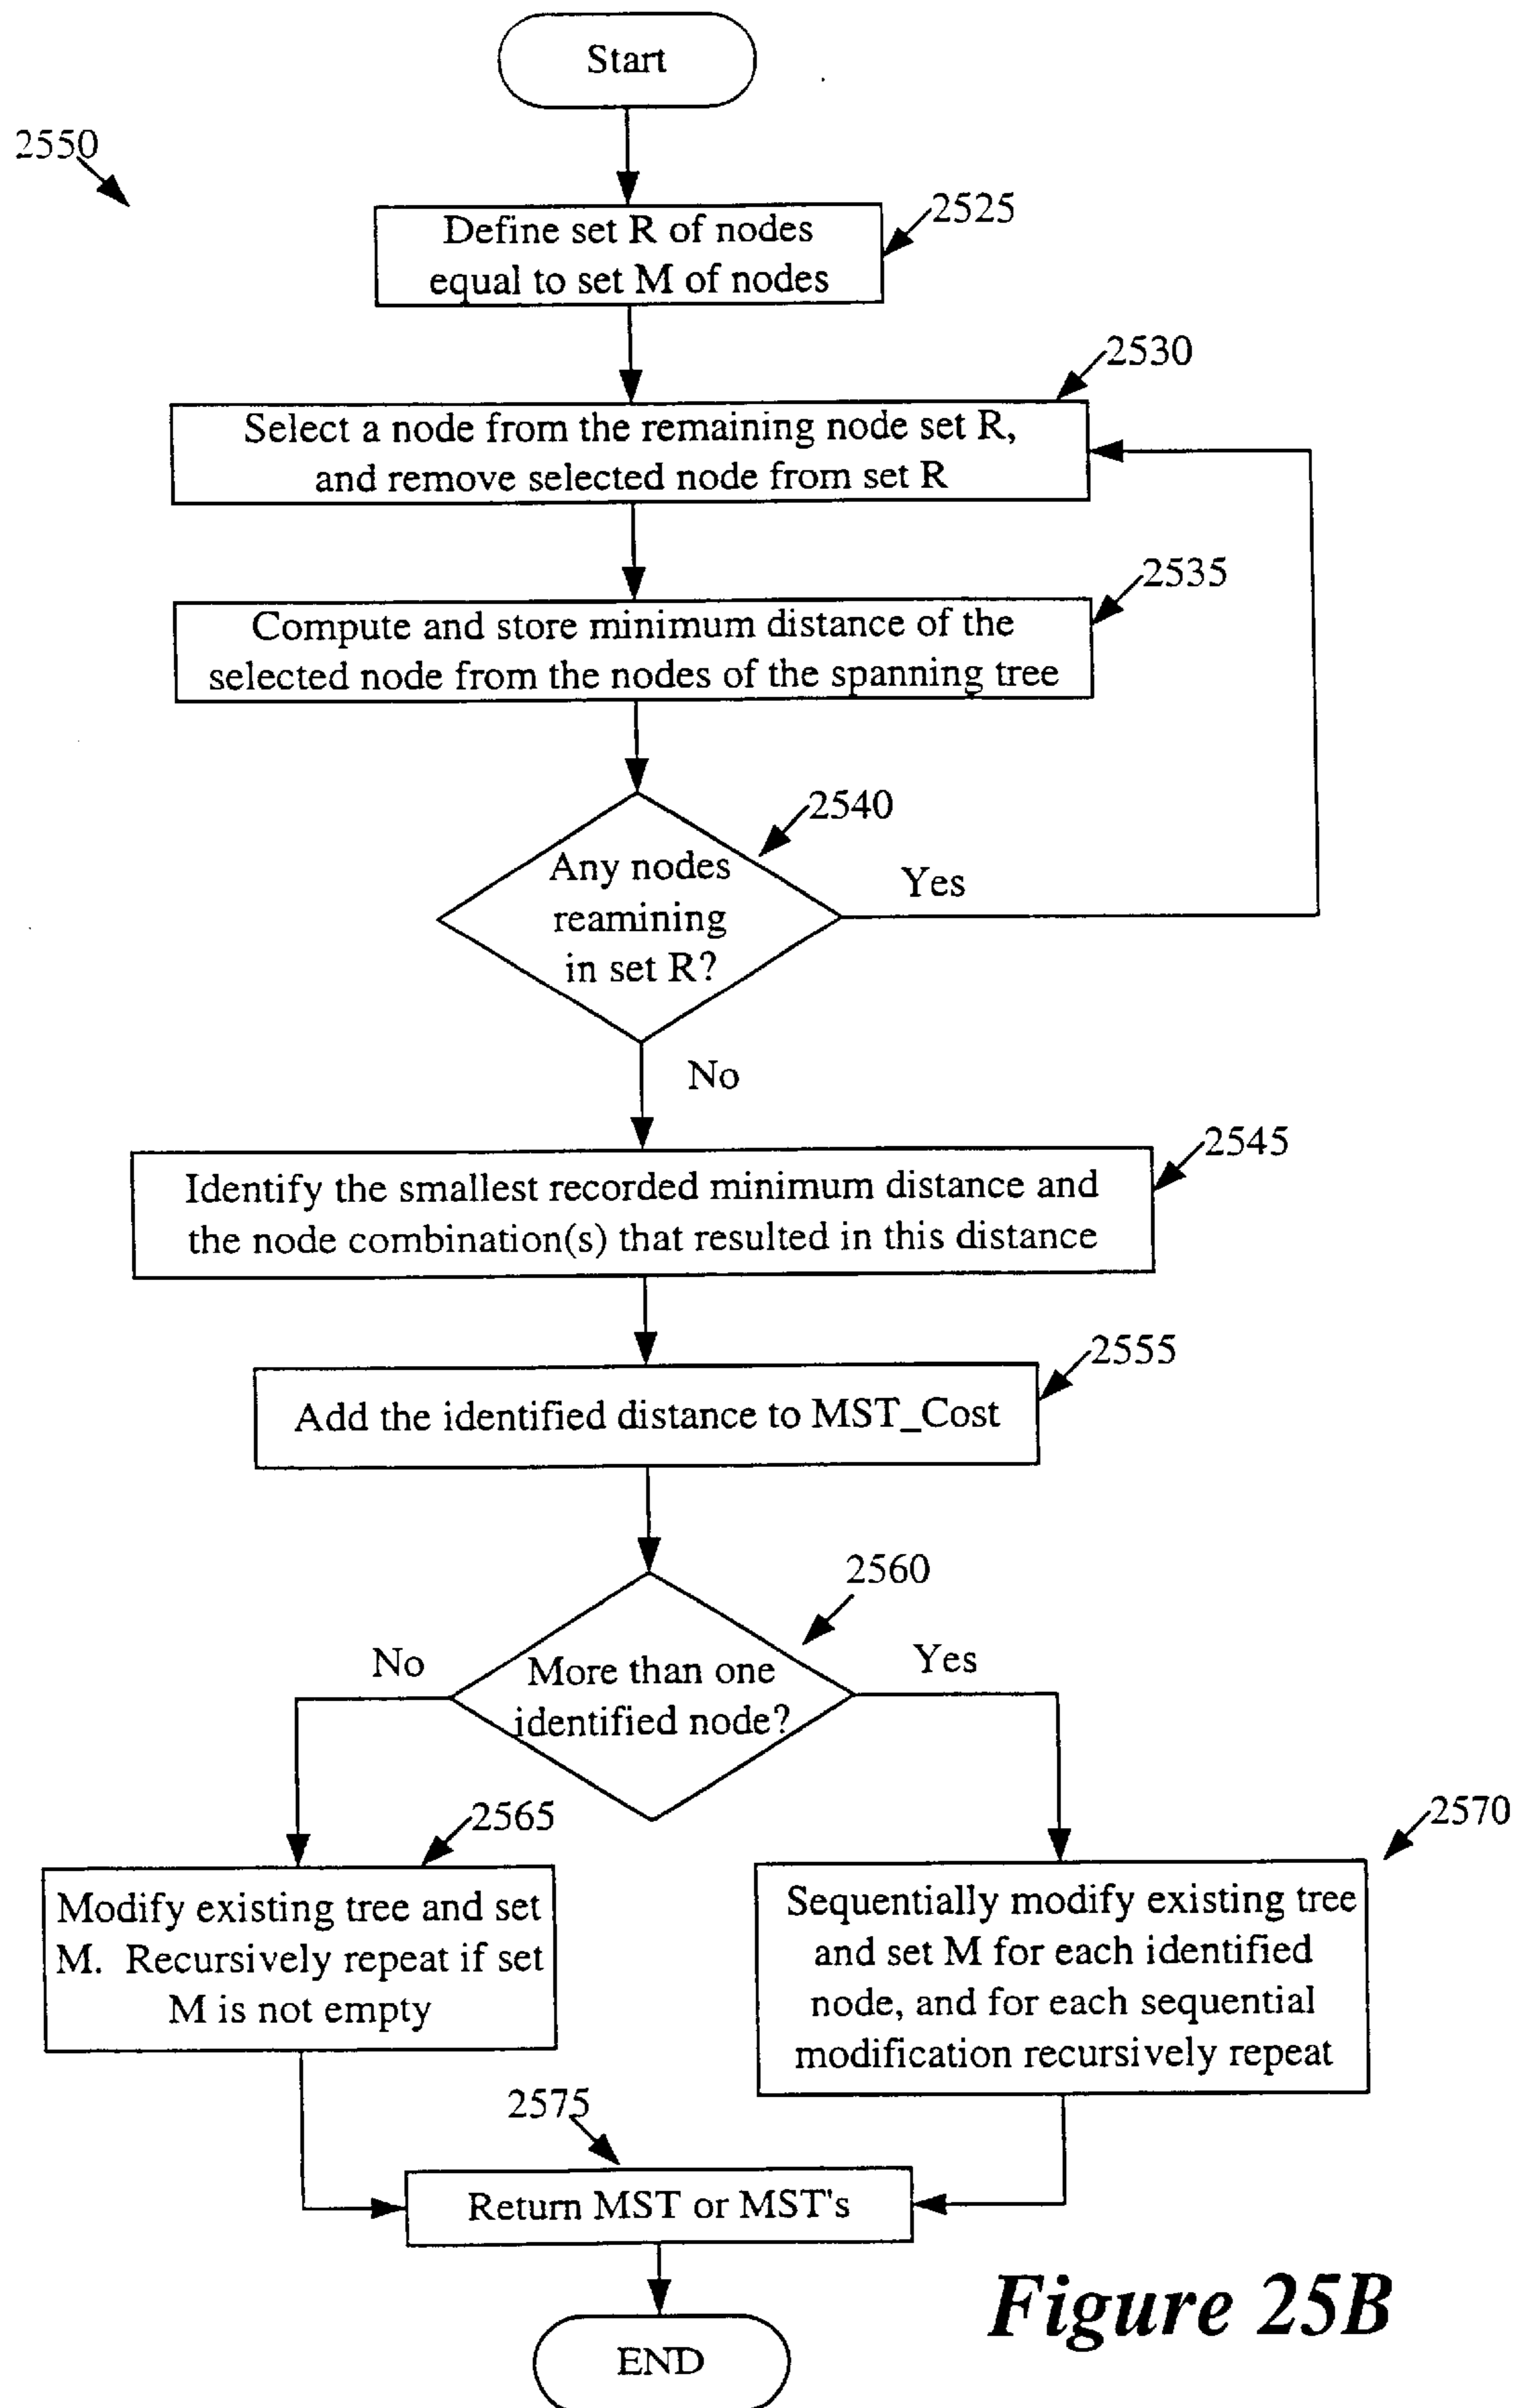 Start
2550
2525
Define set R of nodes
equal to set M of nodes
2530
Select a node from the remaining node set R,
and remove selected node from set R
2535
Compute and store minimum distance of the
selected node from the nodes of the spanning tree
2540
Any nodes
reamining
in set R?
Yes
No
2545
Identify the smallest recorded minimum distance and
the node combination(s) that resulted in this distance
2555
Add the identified distance to MST_Cost
2560
More than one
identified node?
No
Yes
2565
Modify existing tree and set
M. Recursively repeat if set
M is not empty
2570
Sequentially modify existing tree
and set M for each identified
node, and for each sequential
modification recursively repeat
2575
Return MST or MST's
END
Figure 25B